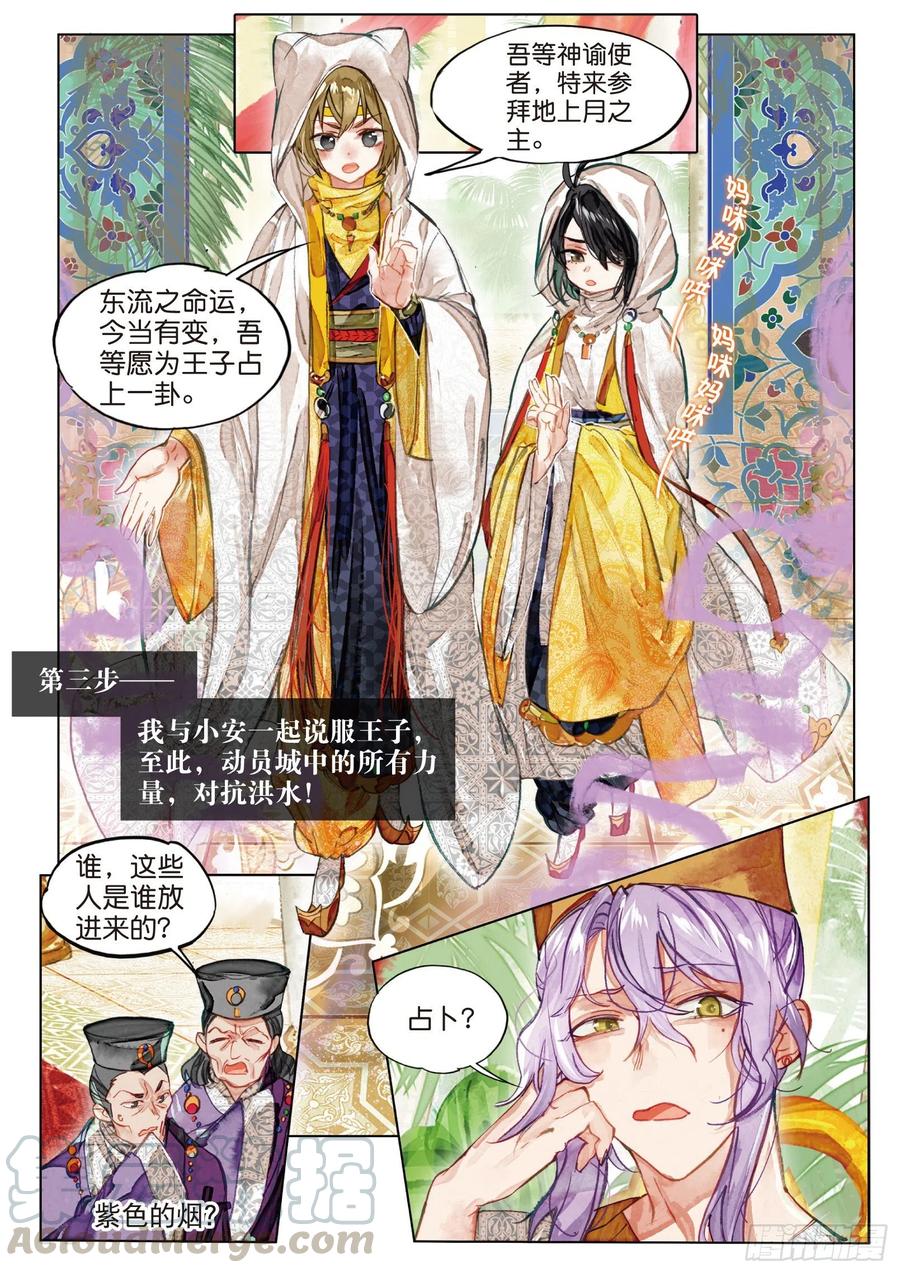 吾等神谕使
者，特来参
拜地上月之
主。
东流之命运，
今当有变，吾
等愿为王子占
上一卦。
妈咪妈咪哄——
妈咪妈咪哄——
第三步——
我与小安一起说服王子，
至此，动员城中的所有力
量，对抗洪水！
谁，这些
人是谁放
进来的？
占卜？
紫色的烟？
AcloudMerge.com
腾讯动漫